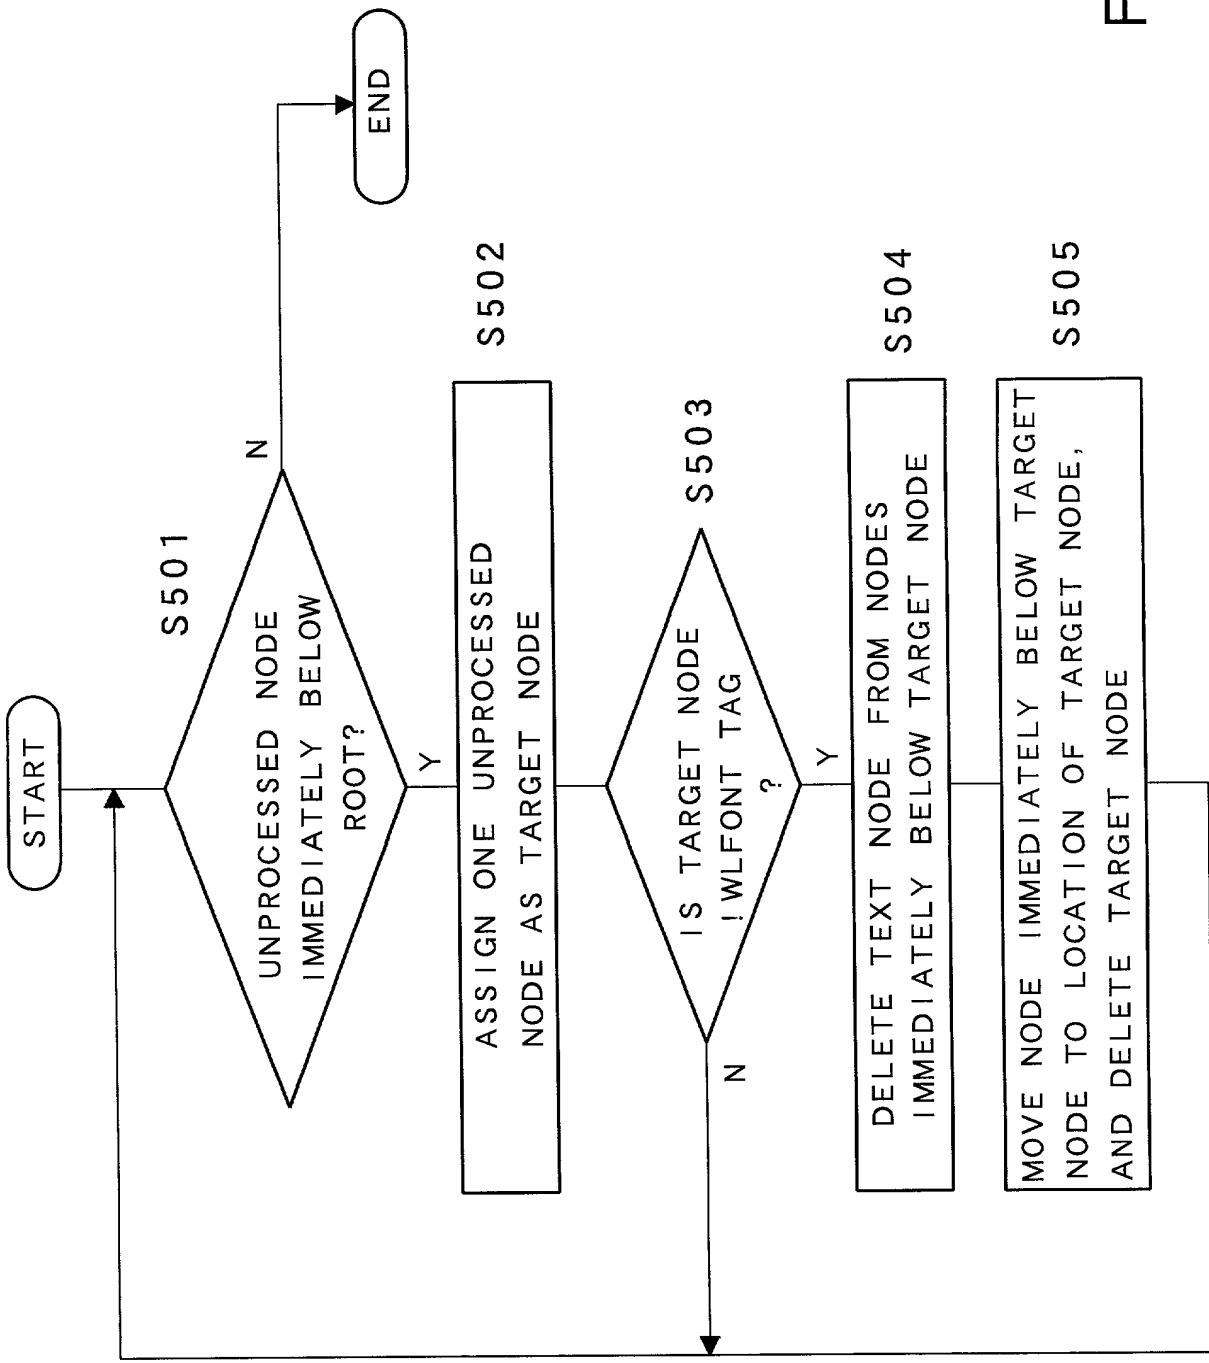 START
S501
UNPROCESSED NODE
IMMEDIATELY BELOW
ROOT?
N
END
Y
S502
ASSIGN ONE UNPROCESSED
NODE AS TARGET NODE
S503
IS TARGET NODE
!WLFONT TAG
?
N
Y
S504
DELETE TEXT NODE FROM NODES
IMMEDIATELY BELOW TARGET NODE
S505
MOVE NODE IMMEDIATELY BELOW TARGET
NODE TO LOCATION OF TARGET NODE,
AND DELETE TARGET NODE
F